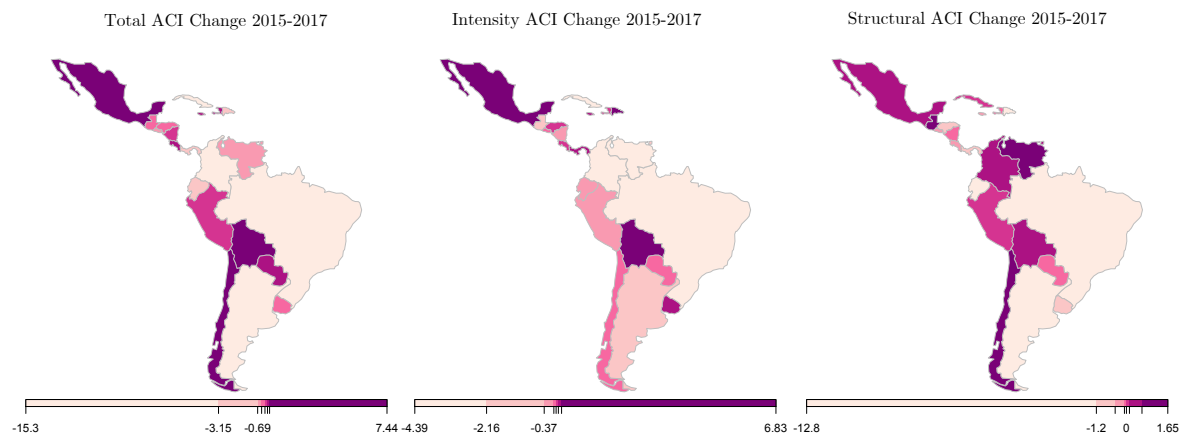 Total ACI Change 2015-2017
Intensity ACI Change 2015-2017
Structural ACI Change 2015-2017
-15.3 -3.15 -0.69 7.44
-4.39 -2.16 -0.37 6.83
-12.8 -1.2 0 1.65